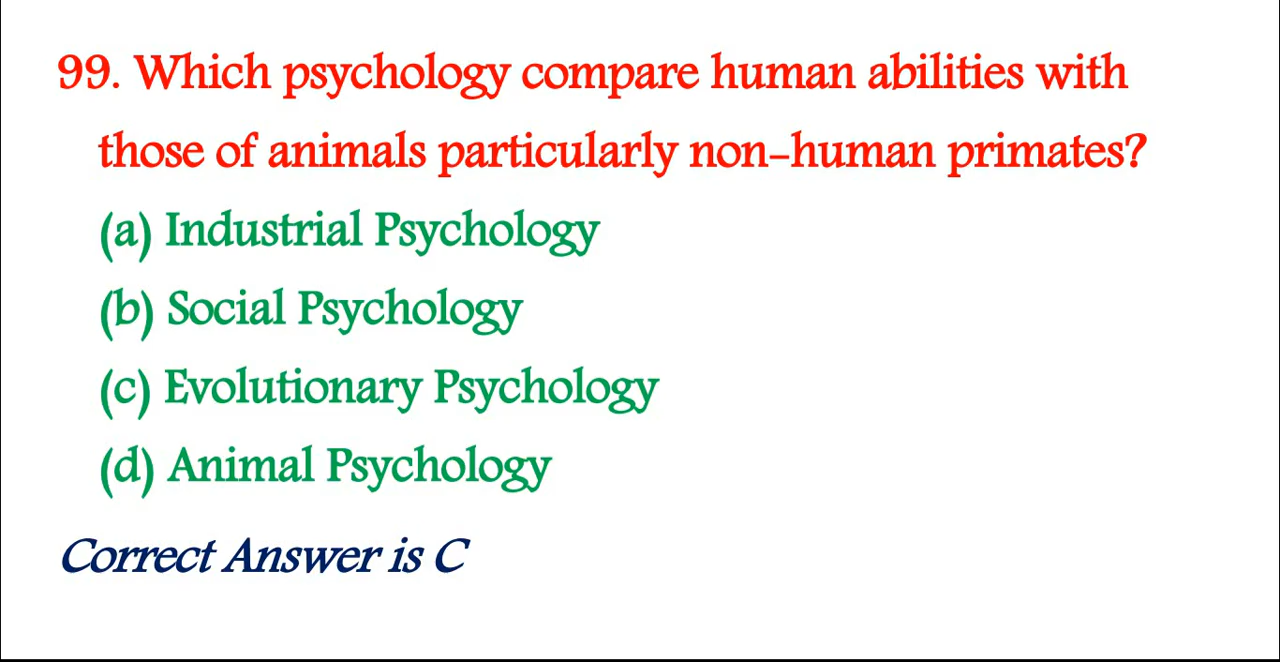 99. Which psychology compare human abilities with
those of animals particularly non-human primates?
(a) Industrial Psychology
(b) Social Psychology
(c) Evolutionary Psychology
(d) Animal Psychology
Correct Answer is C